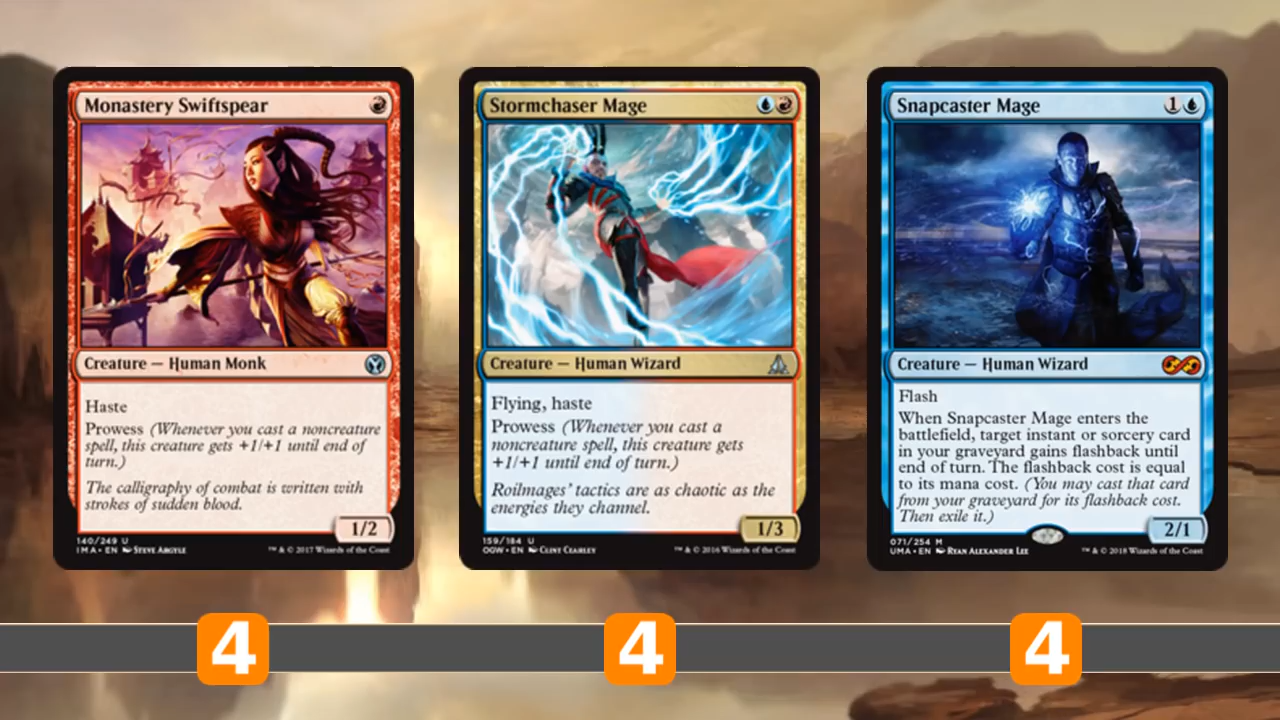 Monastery Swiftspear
Creature — Human Monk
Haste
Prowess (Whenever you cast a noncreature
spell, this creature gets +1/+1 until end of
turn.)
The calligraphy of combat is written with
strokes of sudden blood.
1/2
140/249 U
IMA • EN Steve Argyle
™ & © 2017 Wizards of the Coast
4
Stormchaser Mage
Creature — Human Wizard
Flying, haste
Prowess (Whenever you cast a
noncreature spell, this creature gets
+1/+1 until end of turn.)
Roilmages' tactics are as chaotic as the
energies they channel.
1/3
159/184 U
OGW • EN Clint Cearley
™ & © 2016 Wizards of the Coast
4
Snapcaster Mage 1
Creature — Human Wizard
Flash
When Snapcaster Mage enters the
battlefield, target instant or sorcery card
in your graveyard gains flashback until
end of turn. The flashback cost is equal
to its mana cost. (You may cast that card
from your graveyard for its flashback cost.
Then exile it.)
2/1
071/254 M
UMA • EN Ryan Alexander Lee
™ & © 2018 Wizards of the Coast
4